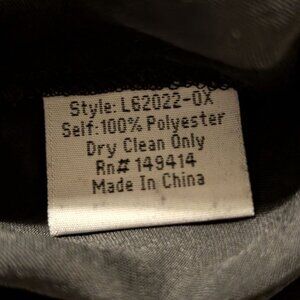 Style: L62022-0X
Self:100% Polyester
Dry Clean Only
Rn# 149414
Made In China